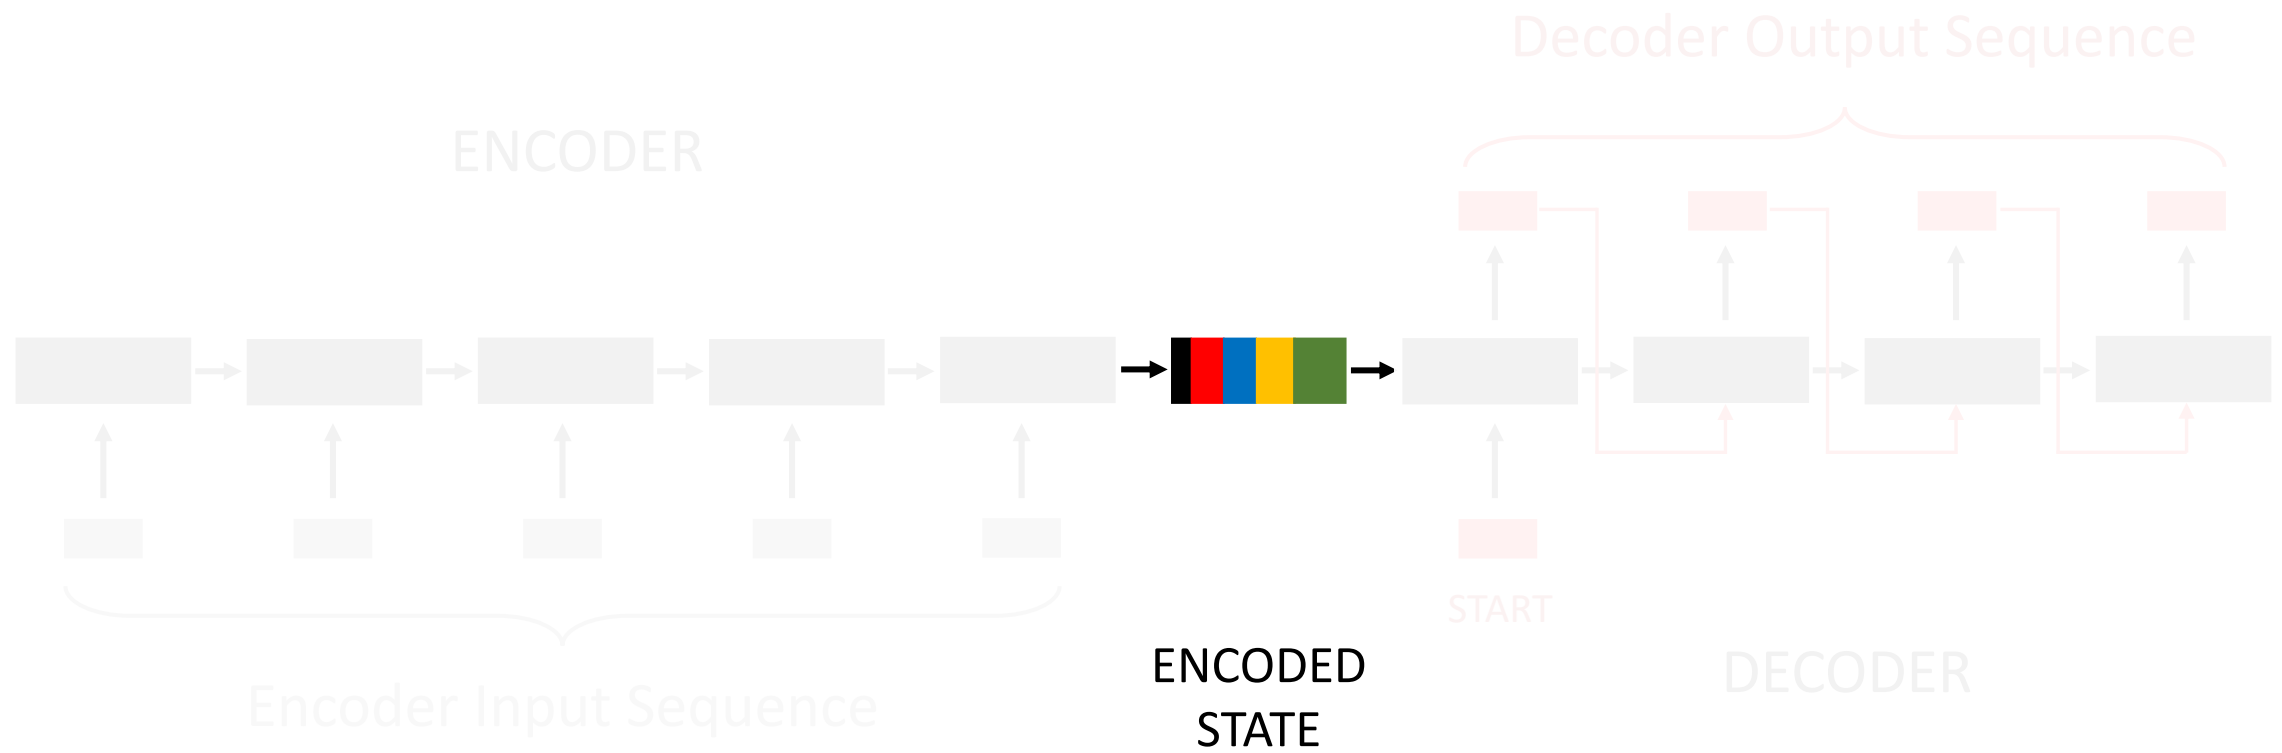 Decoder Output Sequence
ENCODER
START
ENCODED
STATE
DECODER
Encoder Input Sequence